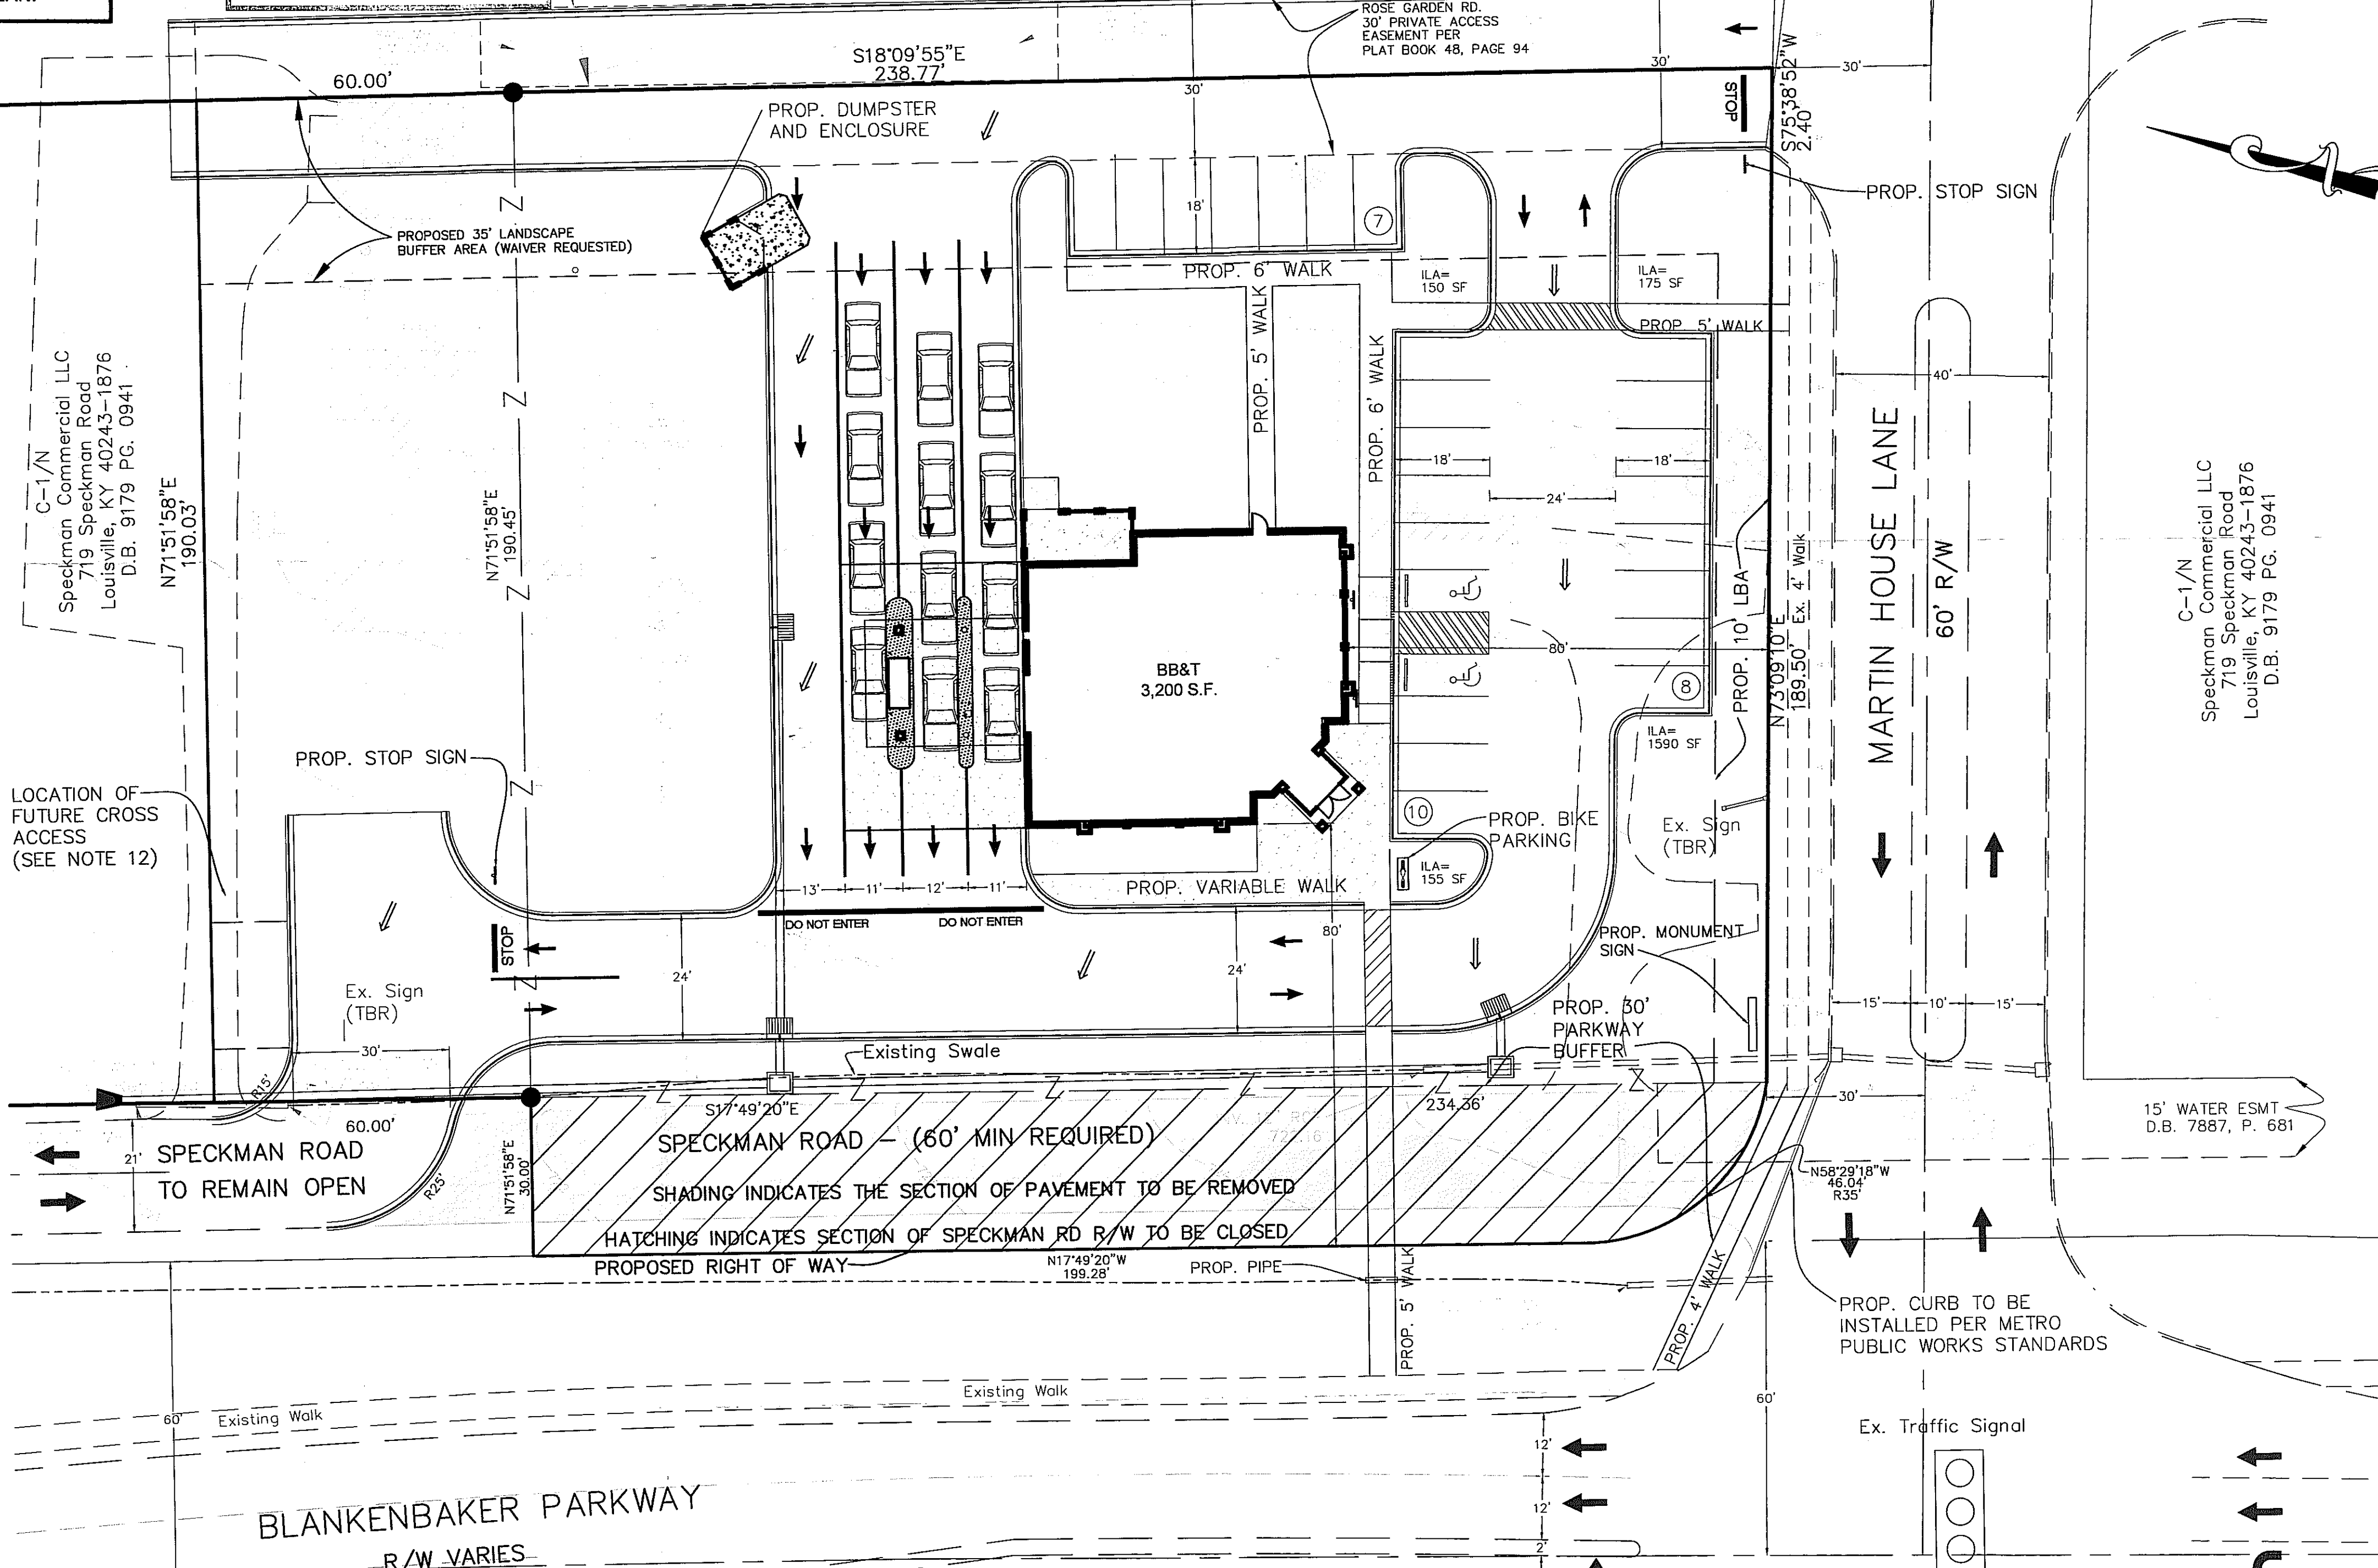 ROSE GARDEN RD.
30' PRIVATE ACCESS
EASEMENT PER
PLAT BOOK 48, PAGE 94
60.00'
S18°09'55"E
238.77'
30'
30'
30'
STOP
S75°38'52"W
2.40'
PROP. DUMPSTER
AND ENCLOSURE
PROP. STOP SIGN
PROPOSED 35' LANDSCAPE
BUFFER AREA (WAIVER REQUESTED)
18'
7
PROP. 6' WALK
ILA=
150 SF
ILA=
175 SF
PROP. 5' WALK
PROP. 5' WALK
PROP. 6' WALK
40'
C-1/N
Speckman Commercial LLC
719 Speckman Road
Louisville, KY 40243-1876
D.B. 9179 PG. 0941
N71°51'58"E
190.03'
N71°51'58"E
190.45'
18'
18'
24'
80'
PROP. 10' LBA
N73°09'10"E
189.50'
Ex. 4' Walk
MARTIN HOUSE LANE
60' R/W
C-1/N
Speckman Commercial LLC
719 Speckman Road
Louisville, KY 40243-1876
D.B. 9179 PG. 0941
BB&T
3,200 S.F.
8
ILA=
1590 SF
PROP. STOP SIGN
LOCATION OF
FUTURE CROSS
ACCESS
(SEE NOTE 12)
10
PROP. BIKE
PARKING
Ex. Sign
(TBR)
ILA=
155 SF
13'
11'
12'
11'
PROP. VARIABLE WALK
DO NOT ENTER
DO NOT ENTER
80'
STOP
PROP. MONUMENT
SIGN
24'
24'
Ex. Sign
(TBR)
PROP. 30'
PARKWAY
BUFFER
15'
10'
15'
30'
Existing Swale
R15'
60.00'
S17°49'20"E
234.36'
30'
15' WATER ESMT
D.B. 7887, P. 681
21'
SPECKMAN ROAD
TO REMAIN OPEN
R25'
N71°51'58"E
30.00'
SPECKMAN ROAD - (60' MIN REQUIRED)
SHADING INDICATES THE SECTION OF PAVEMENT TO BE REMOVED
HATCHING INDICATES SECTION OF SPECKMAN RD R/W TO BE CLOSED
N58°29'18"W
46.04'
R35'
PROPOSED RIGHT OF WAY
N17°49'20"W
199.28'
PROP. PIPE
PROP. 5' WALK
PROP. 4' WALK
PROP. CURB TO BE
INSTALLED PER METRO
PUBLIC WORKS STANDARDS
Existing Walk
60'
Existing Walk
60'
Ex. Traffic Signal
12'
12'
2'
BLANKENBAKER PARKWAY
R/W VARIES